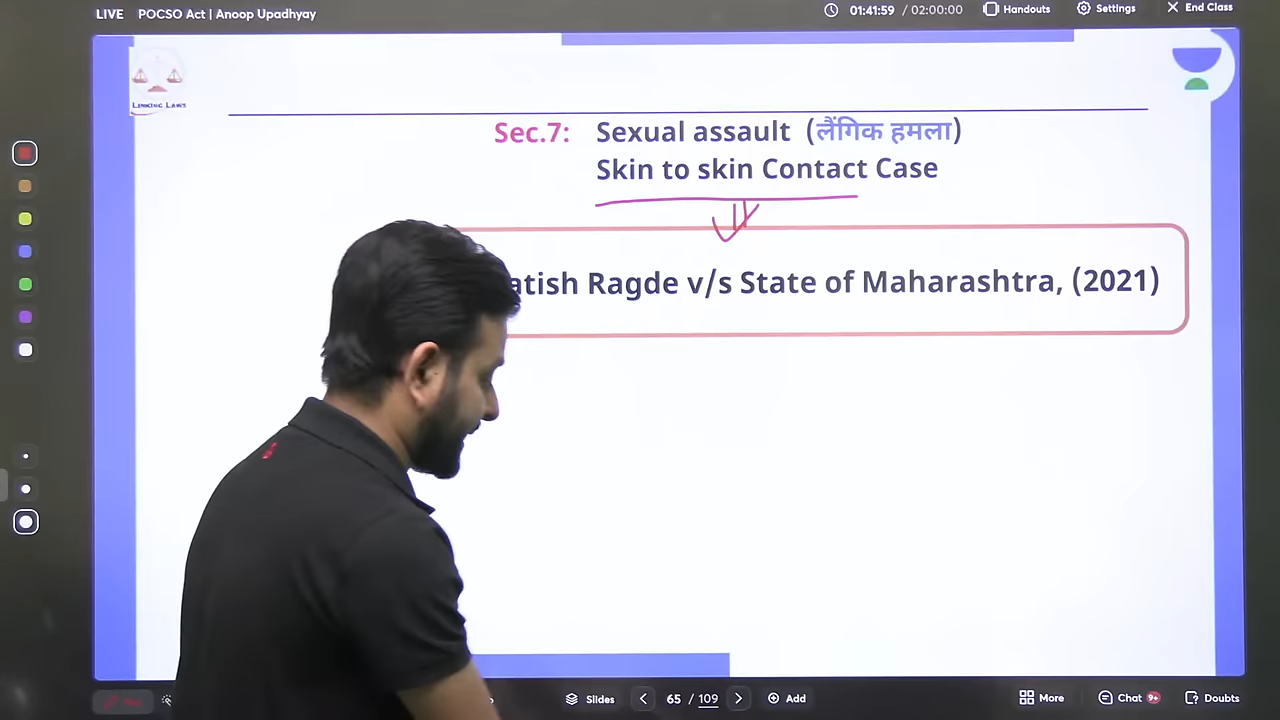 LIVE POCSO Act | Anoop Upadhyay 01:41:59 / 02:00:00 Handouts Settings End Class
LINKING LAWS
Sec.7: Sexual assault (लैंगिक हमला)
Skin to skin Contact Case
atish Ragde v/s State of Maharashtra, (2021)
Slides 65 / 109 Add More Chat 9+ Doubts